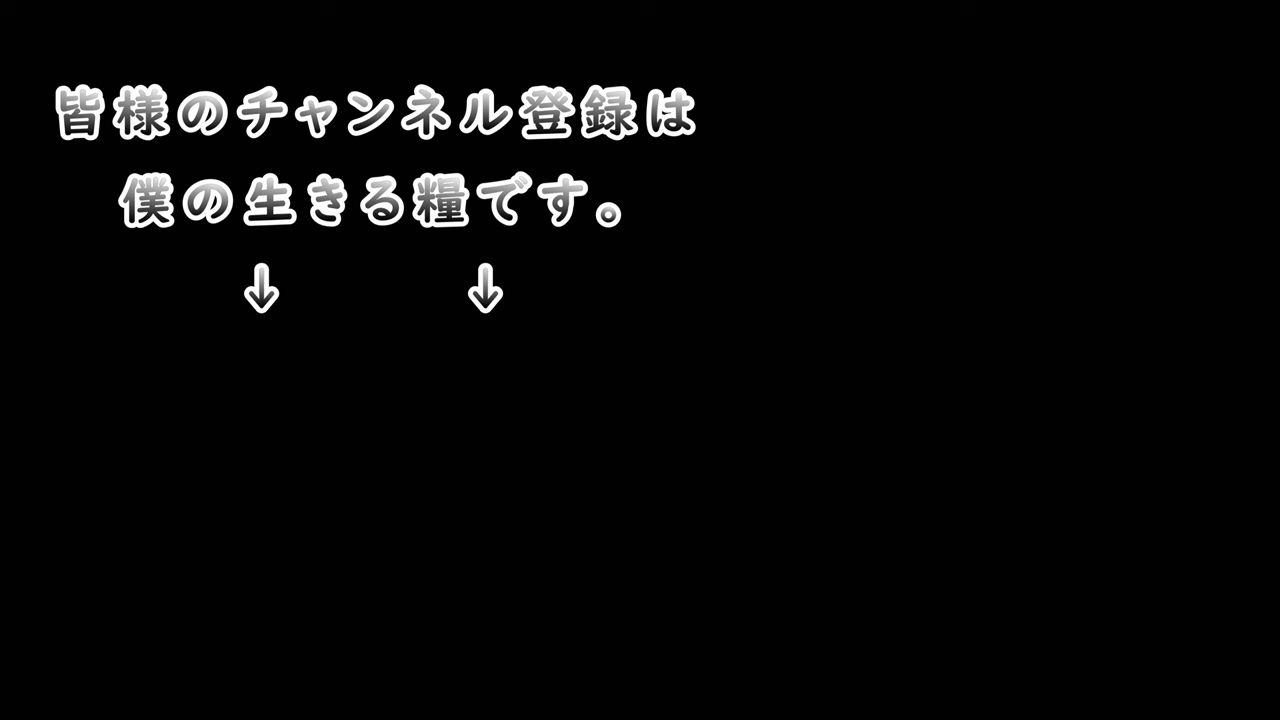 皆様のチャンネル登録は
僕の生きる糧です。
↓ ↓